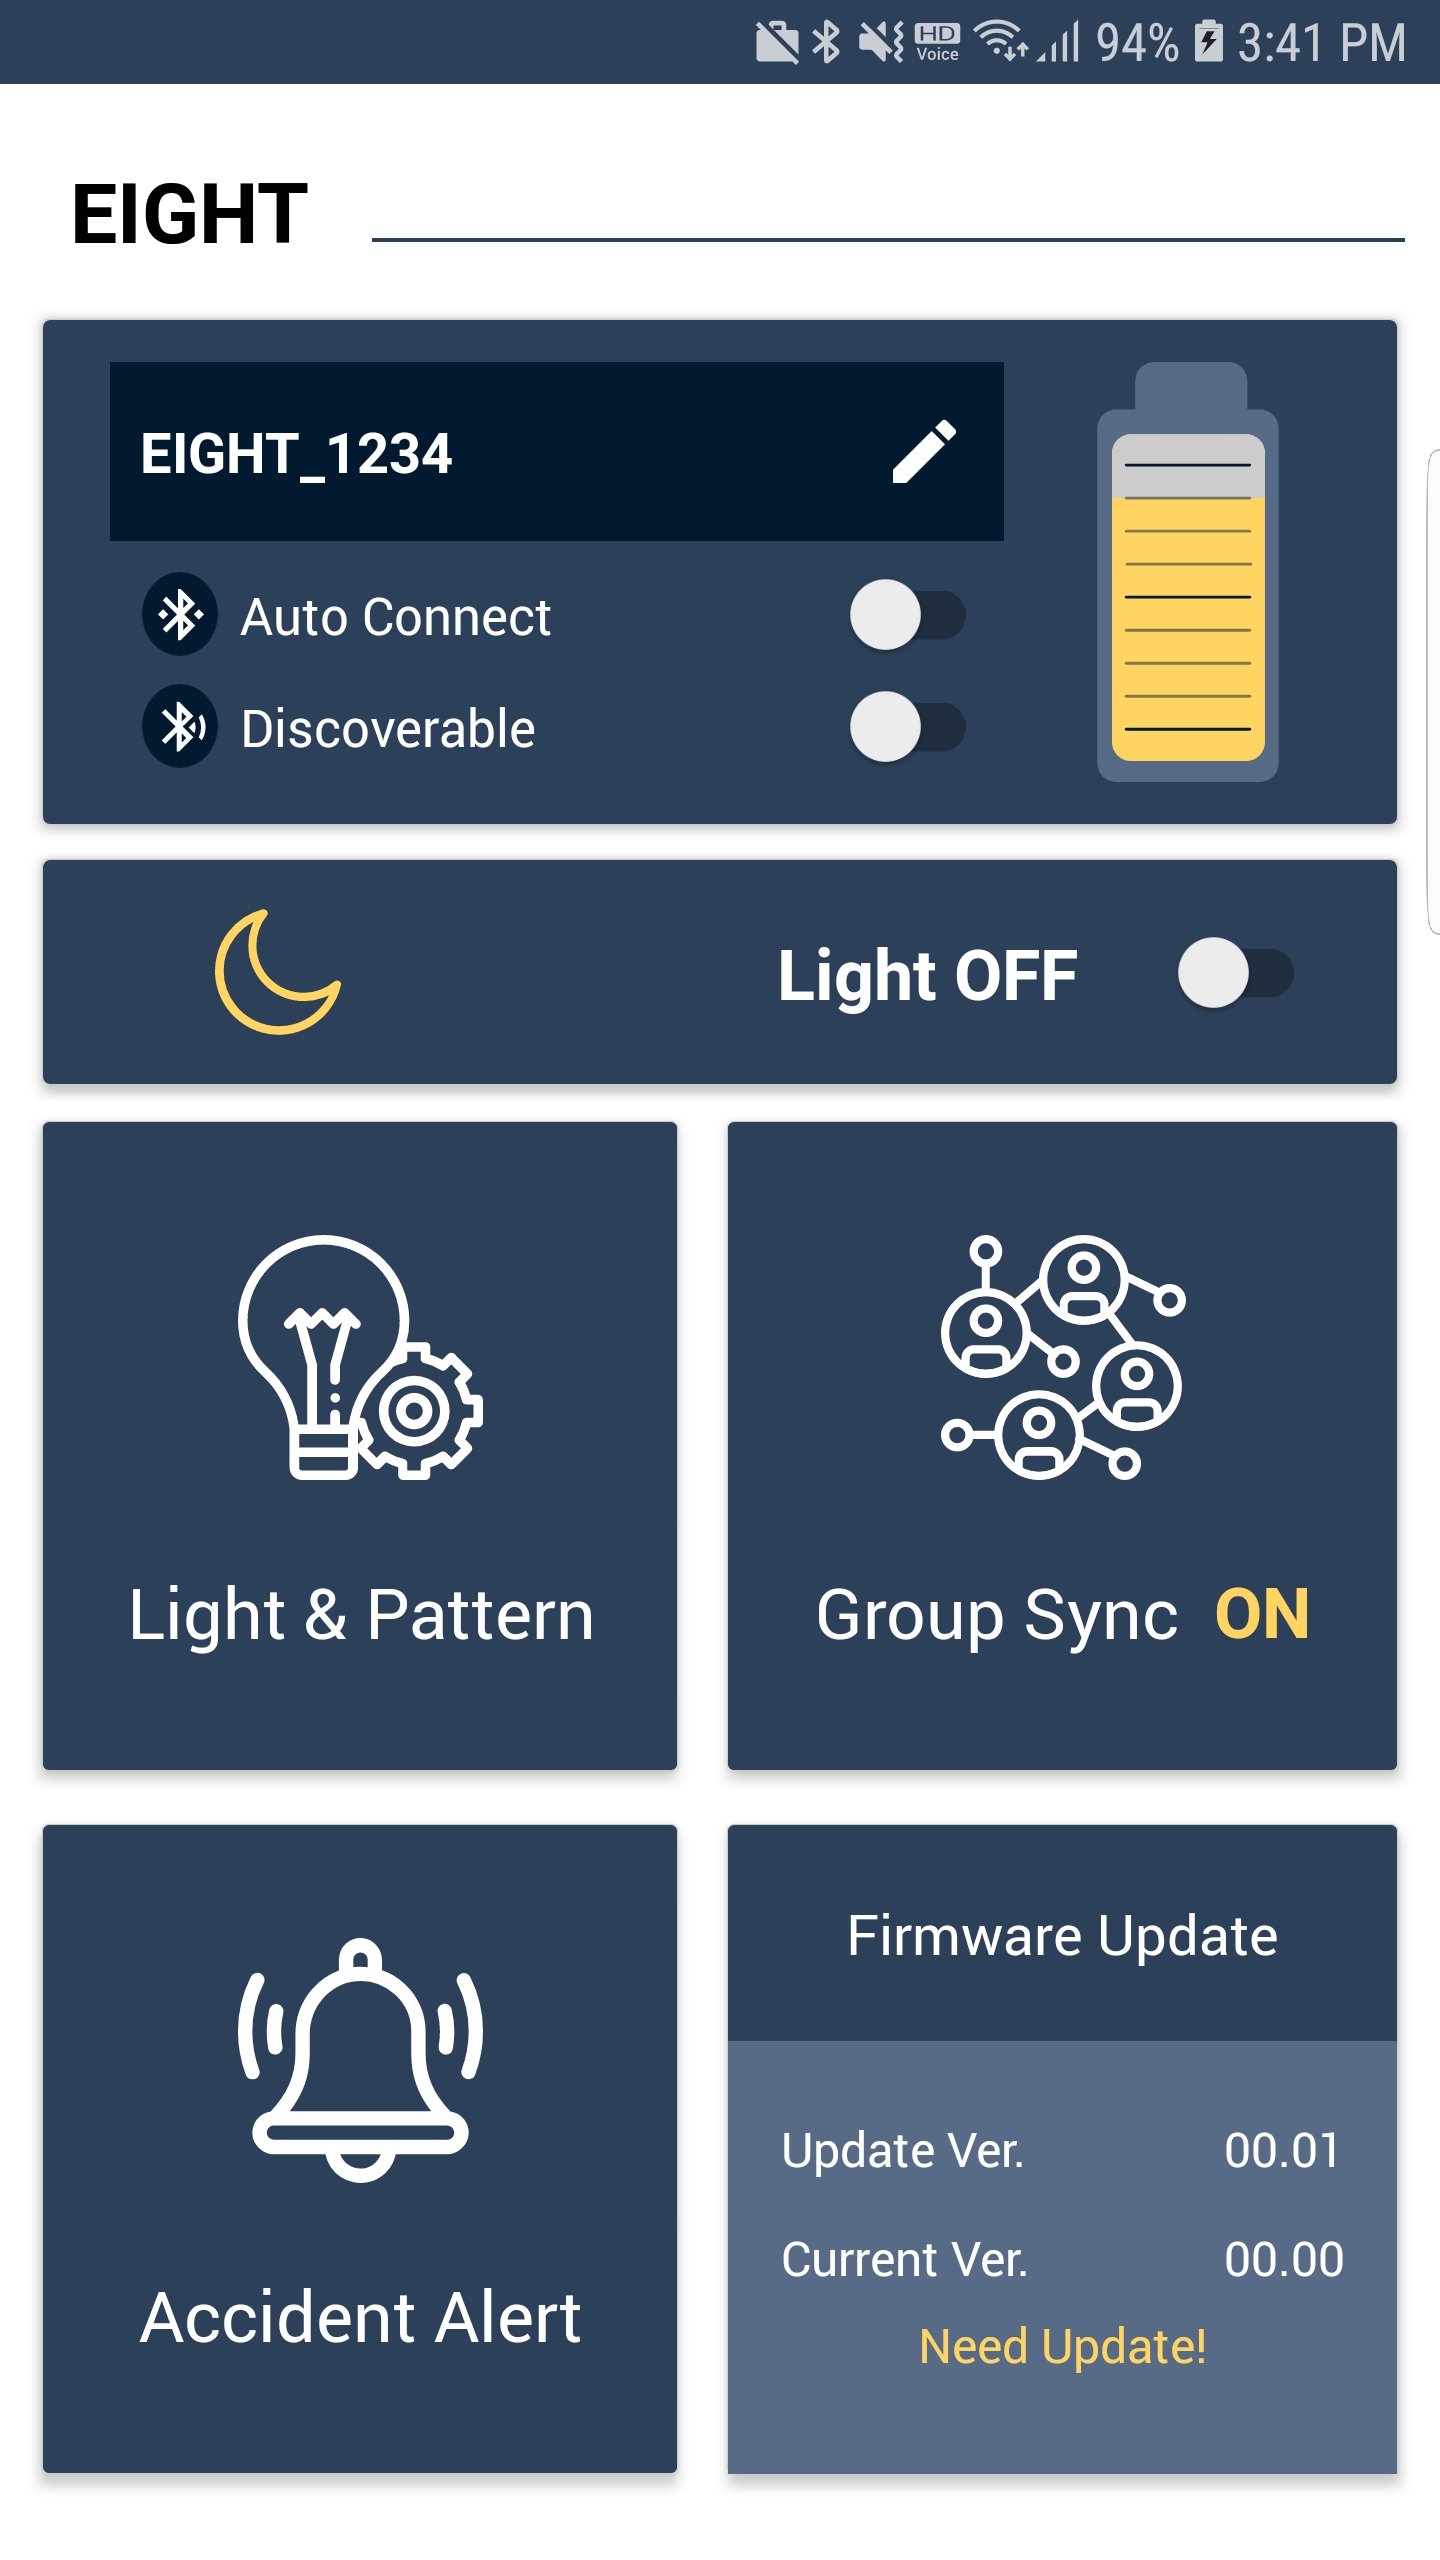 HD Voice 94% 3:41 PM
EIGHT
EIGHT_1234
Auto Connect
Discoverable
Light OFF
Light & Pattern
Group Sync ON
Accident Alert
Firmware Update
Update Ver. 00.01
Current Ver. 00.00
Need Update!